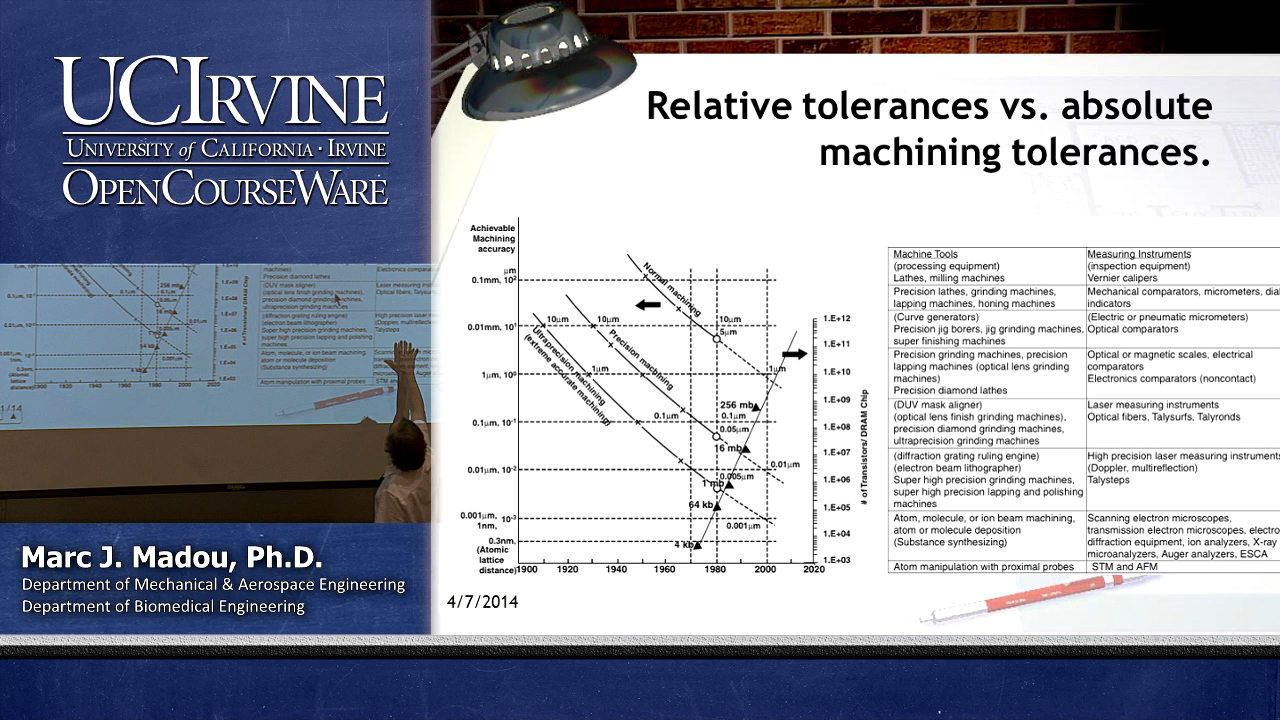 UCIRVINE
UNIVERSITY of CALIFORNIA · IRVINE
OPENCOURSEWARE
Relative tolerances vs. absolute
machining tolerances.
Achievable
Machining
accuracy
μm
0.1mm, 10²
0.01mm, 10¹
1μm, 10⁰
0.1μm, 10⁻¹
0.01μm, 10⁻²
0.001μm, 10⁻³
1nm,
0.3nm,
(Atomic
lattice
distance)
1900 1920 1940 1960 1980 2000 2020
Normal machining
Precision machining
Ultraprecision machining
(extreme accurate machining)
10μm
10μm
10μm
5μm
1μm
1μm
0.1μm
0.1μm
0.05μm
0.01μm
0.005μm
0.001μm
256 mb
16 mb
1 mb
64 kb
4 kb
1.E+12
1.E+11
1.E+10
1.E+09
1.E+08
1.E+07
1.E+06
1.E+05
1.E+04
1.E+03
# of Transistors/ DRAM Chip
Machine Tools
(processing equipment)
Lathes, milling machines
Measuring Instruments
(inspection equipment)
Vernier calipers
Precision lathes, grinding machines,
lapping machines, honing machines
Mechanical comparators, micrometers, dial
indicators
(Curve generators)
Precision jig borers, jig grinding machines,
super finishing machines
(Electric or pneumatic micrometers)
Optical comparators
Precision grinding machines, precision
lapping machines (optical lens grinding
machines)
Precision diamond lathes
Optical or magnetic scales, electrical
comparators
Electronics comparators (noncontact)
(DUV mask aligner)
(optical lens finish grinding machines),
precision diamond grinding machines,
ultraprecision grinding machines
Laser measuring instruments
Optical fibers, Talysurfs, Talyronds
(diffraction grating ruling engine)
(electron beam lithographer)
Super high precision grinding machines,
super high precision lapping and polishing
machines
High precision laser measuring instruments
(Doppler, multireflection)
Talysteps
Atom, molecule, or ion beam machining,
atom or molecule deposition
(Substance synthesizing)
Scanning electron microscopes,
transmission electron microscopes, electro
diffraction equipment, ion analyzers, X-ray
microanalyzers, Auger analyzers, ESCA
Atom manipulation with proximal probes
STM and AFM
4/7/2014
Marc J. Madou, Ph.D.
Department of Mechanical & Aerospace Engineering
Department of Biomedical Engineering